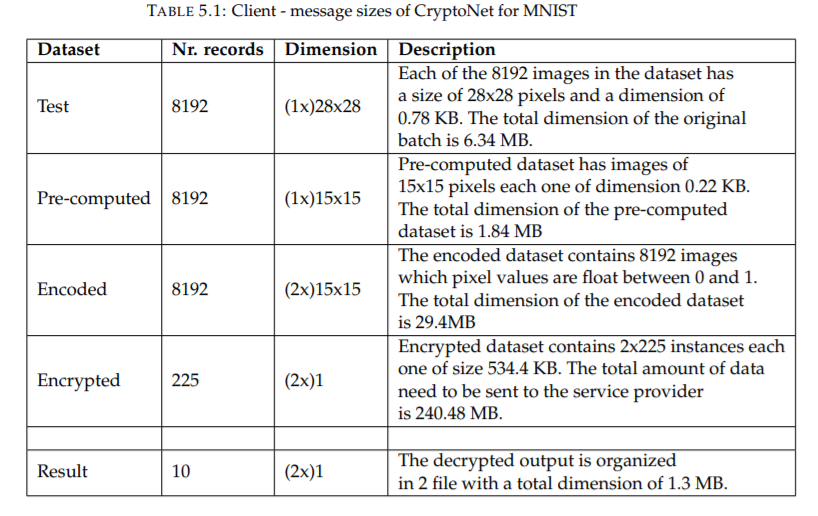 TABLE 5.1: Client - message sizes of CryptoNet for MNIST
Dataset Nr. records Dimension Description
Test 8192 (1x)28x28 Each of the 8192 images in the dataset has
a size of 28x28 pixels and a dimension of
0.78 KB. The total dimension of the original
batch is 6.34 MB.
Pre-computed 8192 (1x)15x15 Pre-computed dataset has images of
15x15 pixels each one of dimension 0.22 KB.
The total dimension of the pre-computed
dataset is 1.84 MB
Encoded 8192 (2x)15x15 The encoded dataset contains 8192 images
which pixel values are float between 0 and 1.
The total dimension of the encoded dataset
is 29.4MB
Encrypted 225 (2x)1 Encrypted dataset contains 2x225 instances each
one of size 534.4 KB. The total amount of data
need to be sent to the service provider
is 240.48 MB.
Result 10 (2x)1 The decrypted output is organized
in 2 file with a total dimension of 1.3 MB.